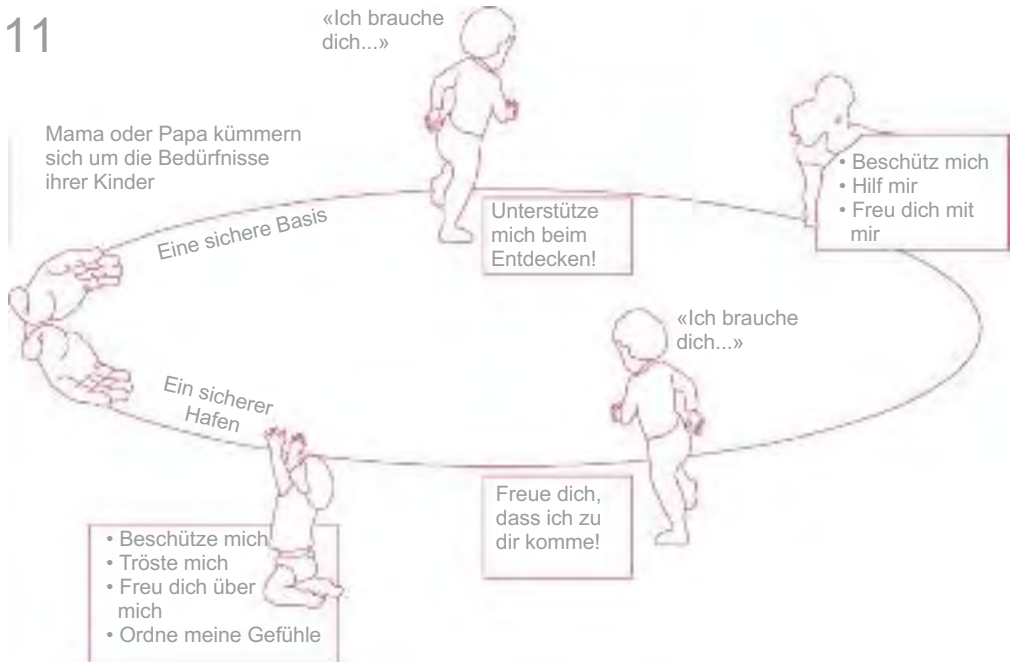 11
«Ich brauche
dich...»
Mama oder Papa kümmern
sich um die Bedürfnisse
ihrer Kinder
• Beschütz mich
• Hilf mir
• Freu dich mit
mir
Eine sichere Basis
Unterstütze
mich beim
Entdecken!
«Ich brauche
dich...»
Ein sicherer
Hafen
Freue dich,
dass ich zu
dir komme!
• Beschütze mich
• Tröste mich
• Freu dich über
mich
• Ordne meine Gefühle